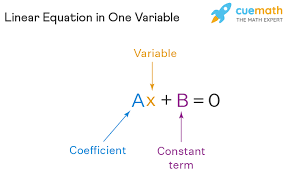 Linear Equation in One Variable
cuemath
THE MATH EXPERT
Variable
Ax + B = 0
Coefficient
Constant
term